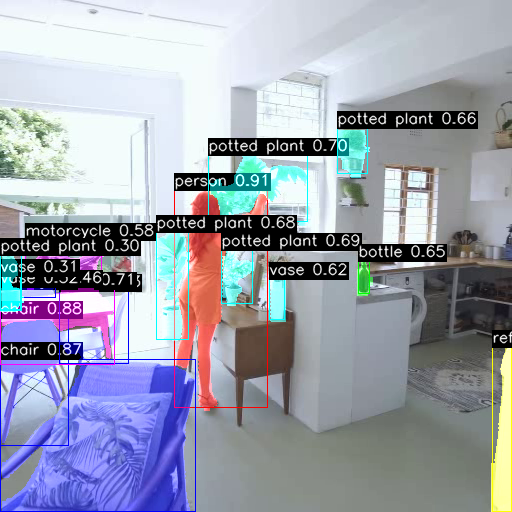 potted plant 0.66
potted plant 0.70
person 0.91
potted plant 0.68
motorcycle 0.58
potted plant 0.69
potted plant 0.30
bottle 0.65
vase 0.31
vase 0.62
chair 0.88
ref
chair 0.87